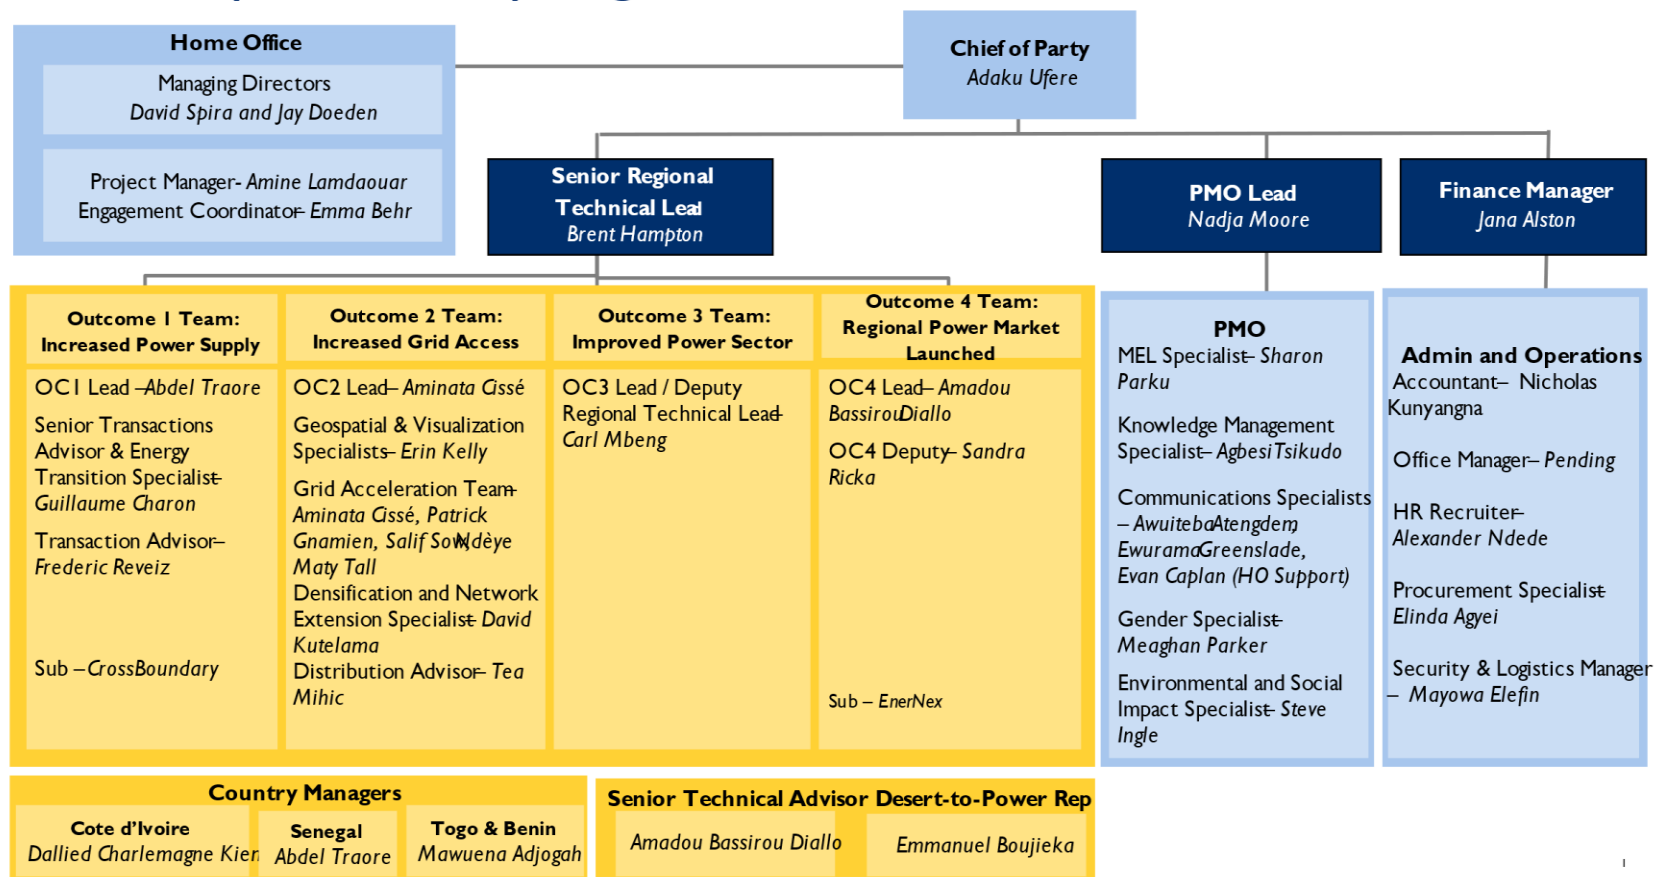 Home Office
Managing Directors
David Spira and Jay Doeden
Project Manager- Amine Lamdaouar
Engagement Coordinator– Emma Behr
Chief of Party
Adaku Ufere
Senior Regional
Technical Lead
Brent Hampton
PMO Lead
Nadja Moore
Finance Manager
Jana Alston
Outcome 1 Team:
Increased Power Supply
OC1 Lead –Abdel Traore
Senior Transactions
Advisor & Energy
Transition Specialist–
Guillaume Charon
Transaction Advisor–
Frederic Reveiz
Sub –CrossBoundary
Outcome 2 Team:
Increased Grid Access
OC2 Lead– Aminata Cissé
Geospatial & Visualization
Specialists– Erin Kelly
Grid Acceleration Team–
Aminata Cissé, Patrick
Gnamien, Salif Sow, Ndèye
Maty Tall
Densification and Network
Extension Specialist– David
Kutelama
Distribution Advisor– Tea
Mihic
Outcome 3 Team:
Improved Power Sector
OC3 Lead / Deputy
Regional Technical Lead–
Carl Mbeng
Outcome 4 Team:
Regional Power Market
Launched
OC4 Lead– Amadou
Bassirou Diallo
OC4 Deputy– Sandra
Ricka
Sub – EnerNex
PMO
MEL Specialist– Sharon
Parku
Knowledge Management
Specialist– Agbesi Tsikudo
Communications Specialists
– Awuiteba Atengdem,
Ewurama Greenslade,
Evan Caplan (HO Support)
Gender Specialist–
Meaghan Parker
Environmental and Social
Impact Specialist– Steve
Ingle
Admin and Operations
Accountant– Nicholas
Kunyangna
Office Manager– Pending
HR Recruiter–
Alexander Ndede
Procurement Specialist–
Elinda Agyei
Security & Logistics Manager
– Mayowa Elefin
Country Managers
Cote d’Ivoire
Dallied Charlemagne Kien
Senegal
Abdel Traore
Togo & Benin
Mawuena Adjogah
Senior Technical Advisor Desert-to-Power Rep
Amadou Bassirou Diallo
Emmanuel Boujieka
1